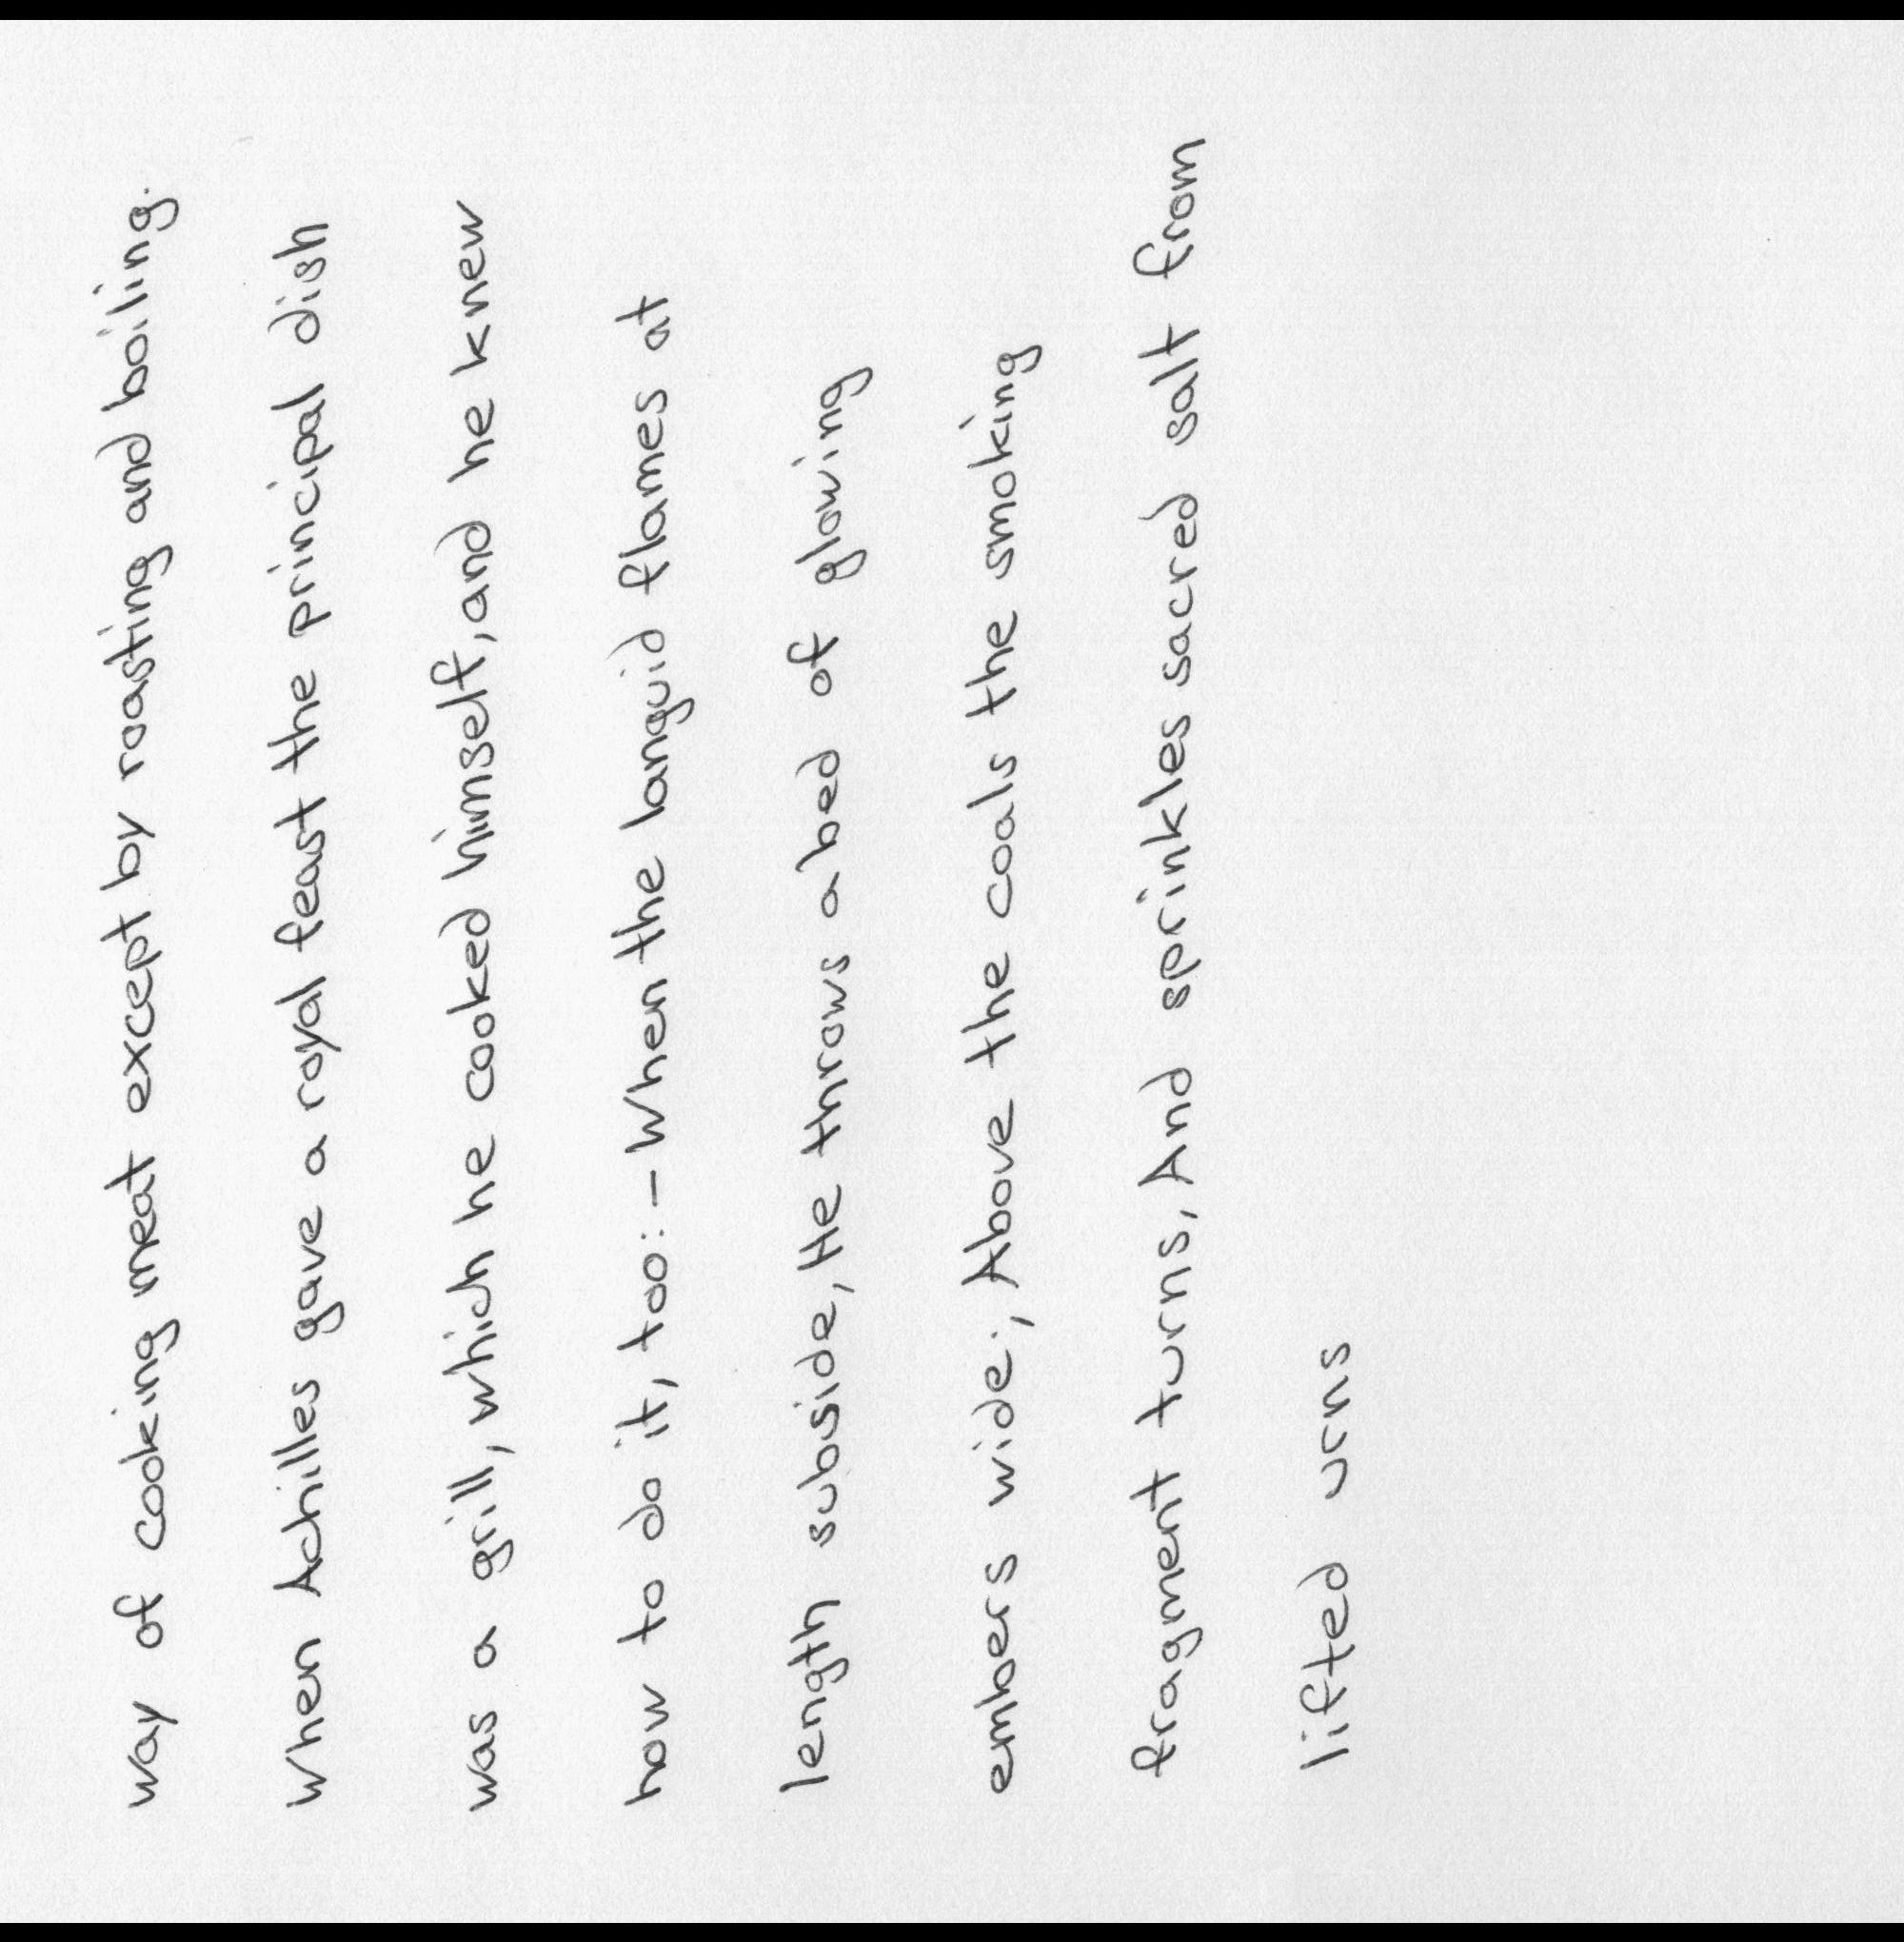 way of cooking meat except by roasting and boiling.
When Achilles gave a royal feast the principal dish
was a grill, which he cooked himself, and he knew
how to do it, too:-When the languid flames at
length subside, He throws a bed of glowing
embers wide; Above the coals the smoking
fragment turns, And sprinkles sacred salt from
lifted urns